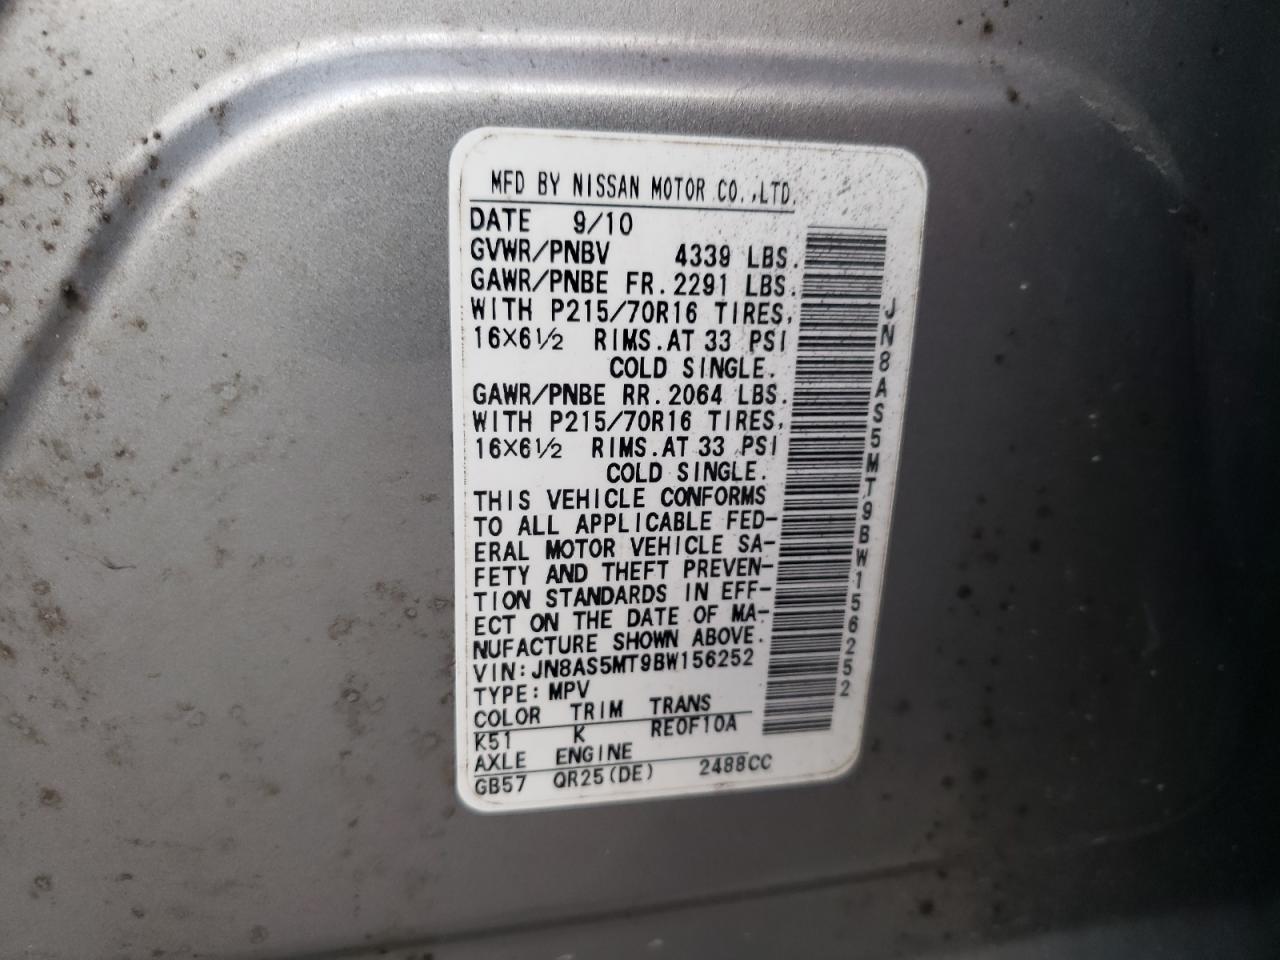 MFD BY NISSAN MOTOR CO.,LTD.
DATE 9/10
GVWR/PNBV 4339 LBS.
GAWR/PNBE FR.2291 LBS.
WITH P215/70R16 TIRES,
16×6½ RIMS.AT 33 PSI
COLD SINGLE.
GAWR/PNBE RR.2064 LBS.
WITH P215/70R16 TIRES,
16×6½ RIMS.AT 33 PSI
COLD SINGLE.
THIS VEHICLE CONFORMS
TO ALL APPLICABLE FED-
ERAL MOTOR VEHICLE SA-
FETY AND THEFT PREVEN-
TION STANDARDS IN EFF-
ECT ON THE DATE OF MA-
NUFACTURE SHOWN ABOVE.
VIN:JN8AS5MT9BW156252
TYPE:MPV
COLOR TRIM TRANS
K51 K RE0F10A
AXLE ENGINE
GB57 QR25(DE) 2488CC
JN8AS5MT9BW156252